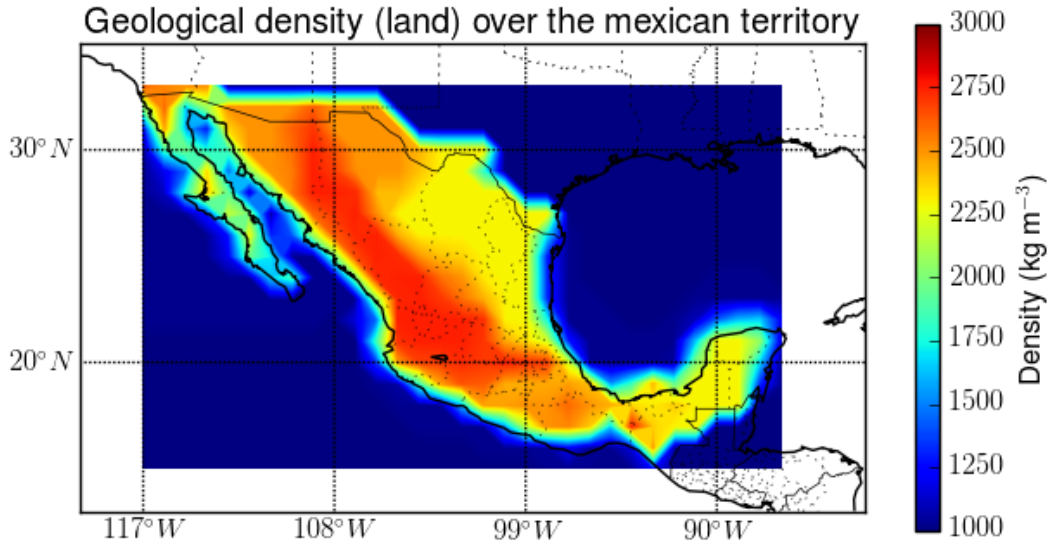 Geological density (land) over the mexican territory
30° N
20° N
117°W
108°W
99°W
90°W
3000
2750
2500
2250
2000
1750
1500
1250
1000
Density (kg m⁻³)